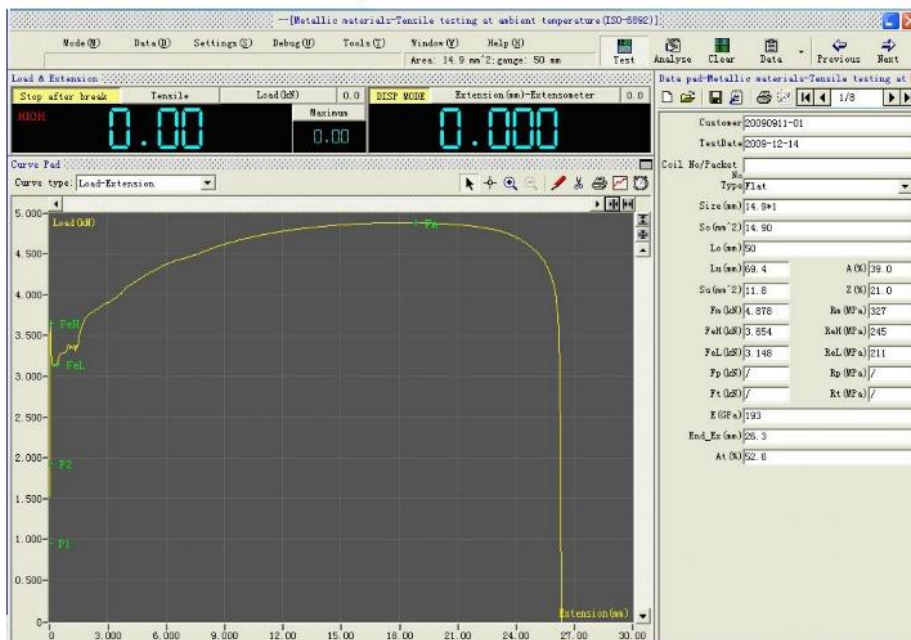 --[Metallic materials-Tensile testing at ambient temperature(ISO-6892)]
Mode(M) Data(D) Settings(S) Debug(U) Tools(T) Window(W) Help(H)
Area: 14.9 mm^2;gauge: 50 mm
Test Analyse Clear Data Previous Next
Load & Extension
Stop after break Tensile Load(kN) 0.0 DISP MODE Extension(mm)-Extensometer 0.0
HIGH 0.00 Maximum 0.00 0.000
Curve Pad
Curve type: Load-Extension
Load(kN)
5.000
4.500
4.000
3.500
3.000
2.500
2.000
1.500
1.000
0.500
0
Fm
FeH
FeL
P2
P1
Extension(mm)
0 3.000 6.000 9.000 12.00 15.00 18.00 21.00 24.00 27.00 30.00
Data pad-Metallic materials-Tensile testing at
1/8
Customer 20090911-01
TestDate 2009-12-14
Coil No/Packet No
Type Flat
Size(mm) 14.9*1
So(mm^2) 14.90
Lo(mm) 50
Lu(mm) 69.4 A(%) 39.0
Su(mm^2) 11.8 Z(%) 21.0
Fm(kN) 4.878 Rm(MPa) 327
FeH(kN) 3.654 ReH(MPa) 245
FeL(kN) 3.148 ReL(MPa) 211
Fp(kN) / Rp(MPa) /
Ft(kN) / Rt(MPa) /
E(GPa) 193
End_Ex(mm) 26.3
At(%) 52.6